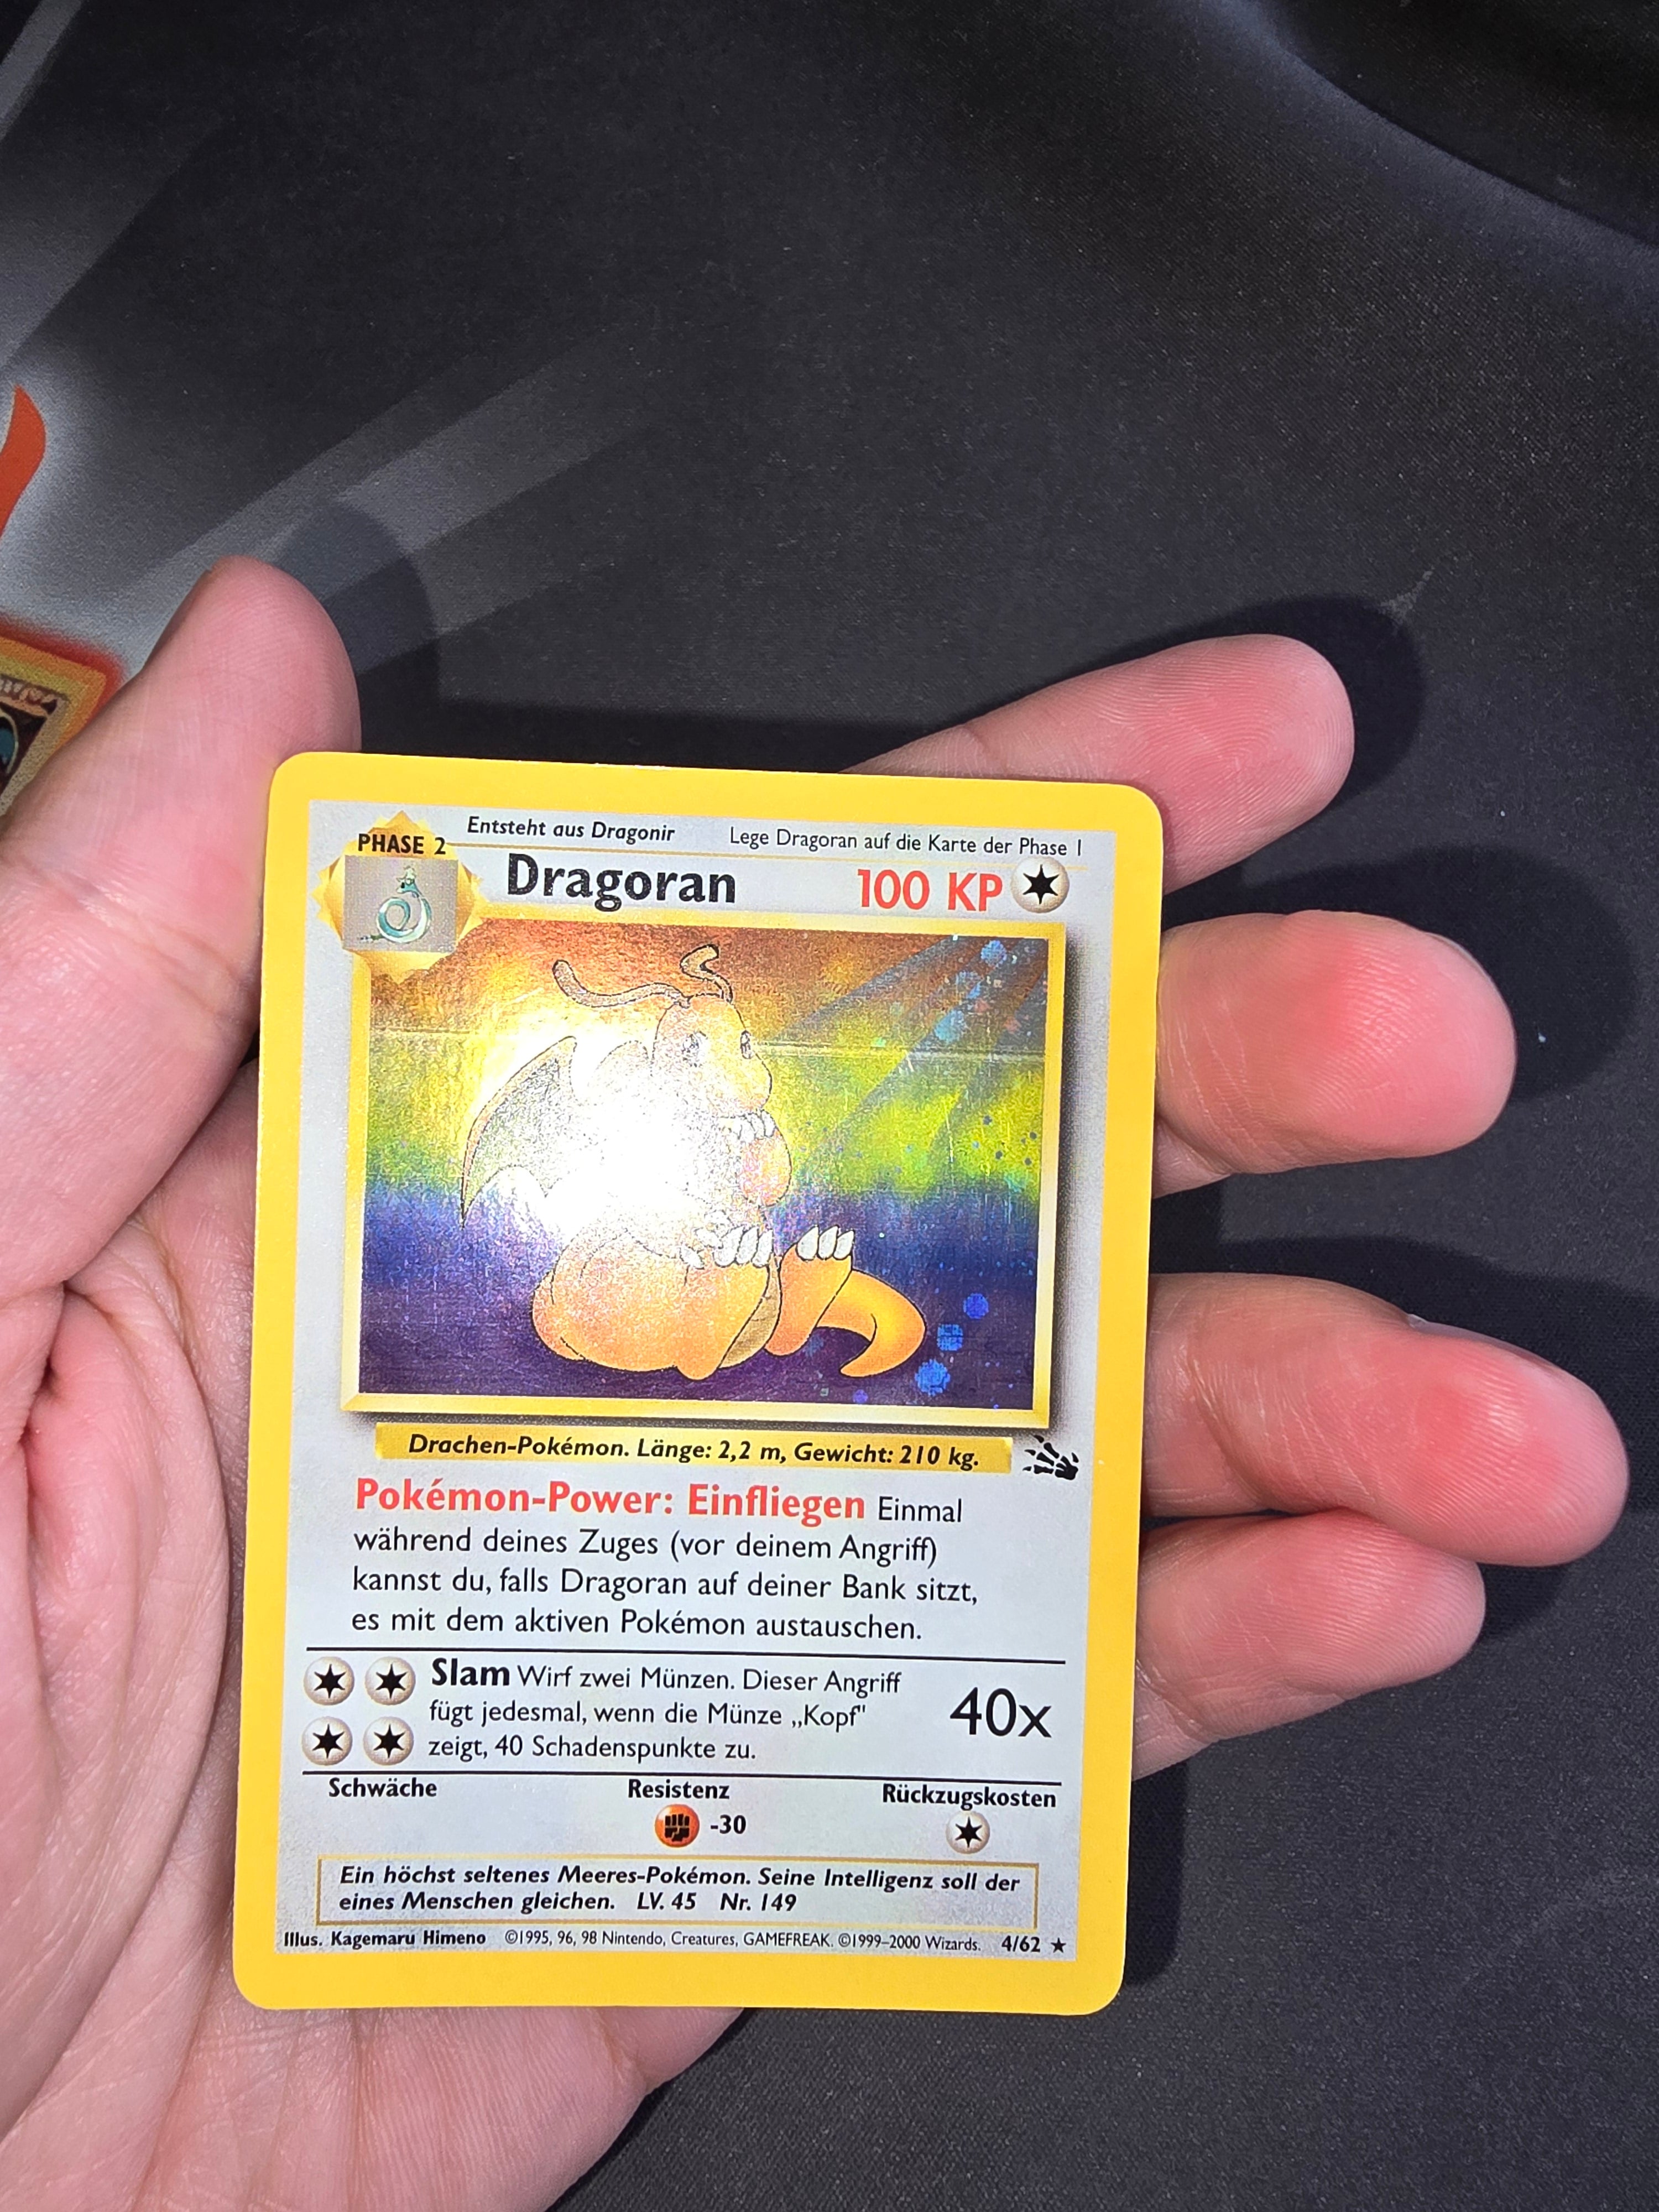 Entsteht aus Dragonir
Lege Dragoran auf die Karte der Phase 1
PHASE 2
Dragoran
100 KP
Drachen-Pokémon. Länge: 2,2 m, Gewicht: 210 kg.
Pokémon-Power: Einfliegen Einmal
während deines Zuges (vor deinem Angriff)
kannst du, falls Dragoran auf deiner Bank sitzt,
es mit dem aktiven Pokémon austauschen.
Slam Wirf zwei Münzen. Dieser Angriff
fügt jedesmal, wenn die Münze „Kopf"
zeigt, 40 Schadenspunkte zu.
40x
Schwäche
Resistenz
Rückzugskosten
-30
Ein höchst seltenes Meeres-Pokémon. Seine Intelligenz soll der
eines Menschen gleichen. LV. 45 Nr. 149
Illus. Kagemaru Himeno ©1995, 96, 98 Nintendo, Creatures, GAMEFREAK. ©1999–2000 Wizards. 4/62 ★